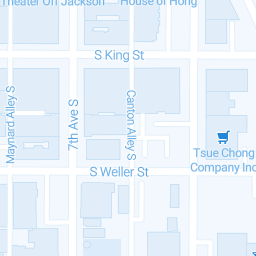 Theater Off Jackson
House of Hong
S King St
Maynard Alley S
7th Ave S
Canton Alley S
Tsue Chong
Company Inc
S Weller St